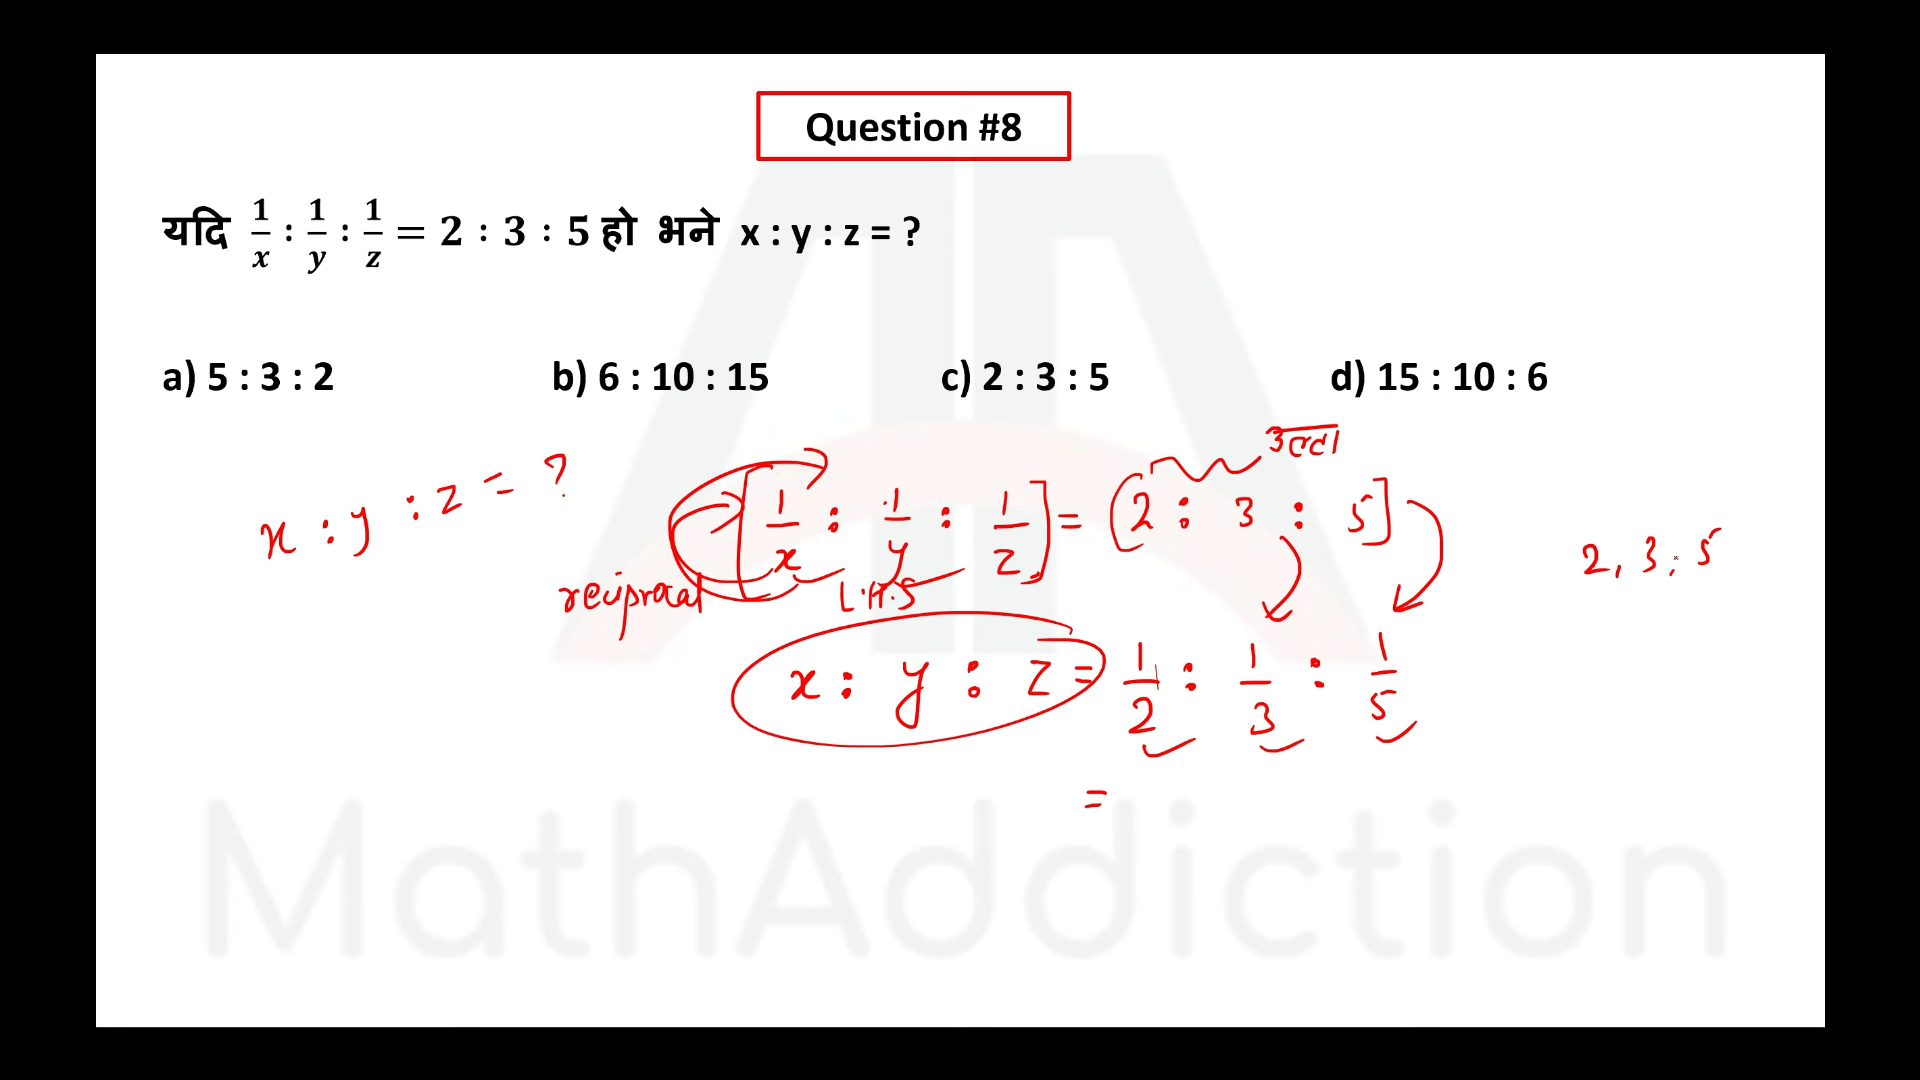 Question #8
यदि 1/x : 1/y : 1/z = 2 : 3 : 5 हो भने x : y : z = ?
a) 5 : 3 : 2 b) 6 : 10 : 15 c) 2 : 3 : 5 d) 15 : 10 : 6
उल्टा
x : y : z = ? [1/x : 1/y : 1/z] = (2 : 3 : 5] 2, 3, 5
reciprocal L.H.S
x : y : z = 1/2 : 1/3 : 1/5
=
MathAddiction